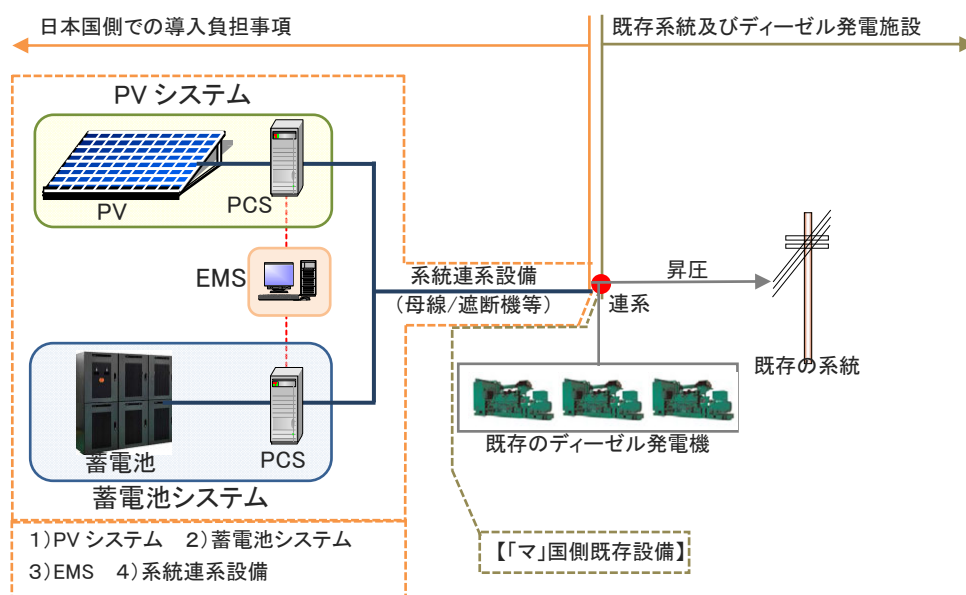 日本国側での導入負担事項
既存系統及びディーゼル発電施設
PV システム
PV
PCS
EMS
系統連系設備
(母線/遮断機等)
昇圧
連系
既存の系統
既存のディーゼル発電機
蓄電池
PCS
蓄電池システム
1)PV システム 2)蓄電池システム
3)EMS 4)系統連系設備
【「マ」国側既存設備】